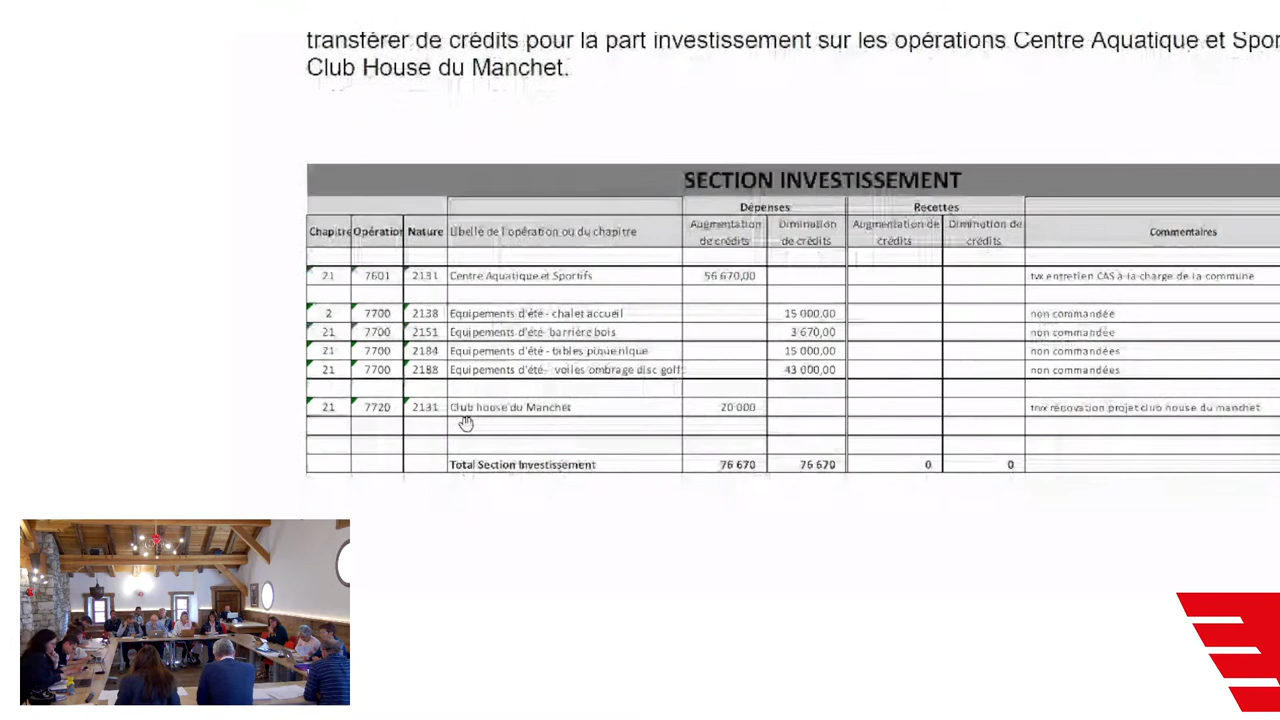 transférer de crédits pour la part investissement sur les opérations Centre Aquatique et Spor
Club House du Manchet.
SECTION INVESTISSEMENT
Dépenses Recettes
Chapitre Opération Nature Libellé de l'opération ou du chapitre Augmentation de crédits Diminution de crédits Augmentation de crédits Diminution de crédits Commentaires
21 7601 2131 Centre Aquatique et Sportifs 56 670,00 tvx entretien CAS à la charge de la commune
2 7700 2138 Equipements d'été - chalet accueil 15 000,00 non commandée
21 7700 2151 Equipements d'été barrière bois 3 670,00 non commandée
21 7700 2184 Equipements d'été - tables pique nique 15 000,00 non commandées
21 7700 2188 Equipements d'été - voiles ombrage disc golf 43 000,00 non commandées
21 7720 2131 Club house du Manchet 20 000 tnvx rénovation projet club house du manchet
Total Section Investissement 76 670 76 670 0 0